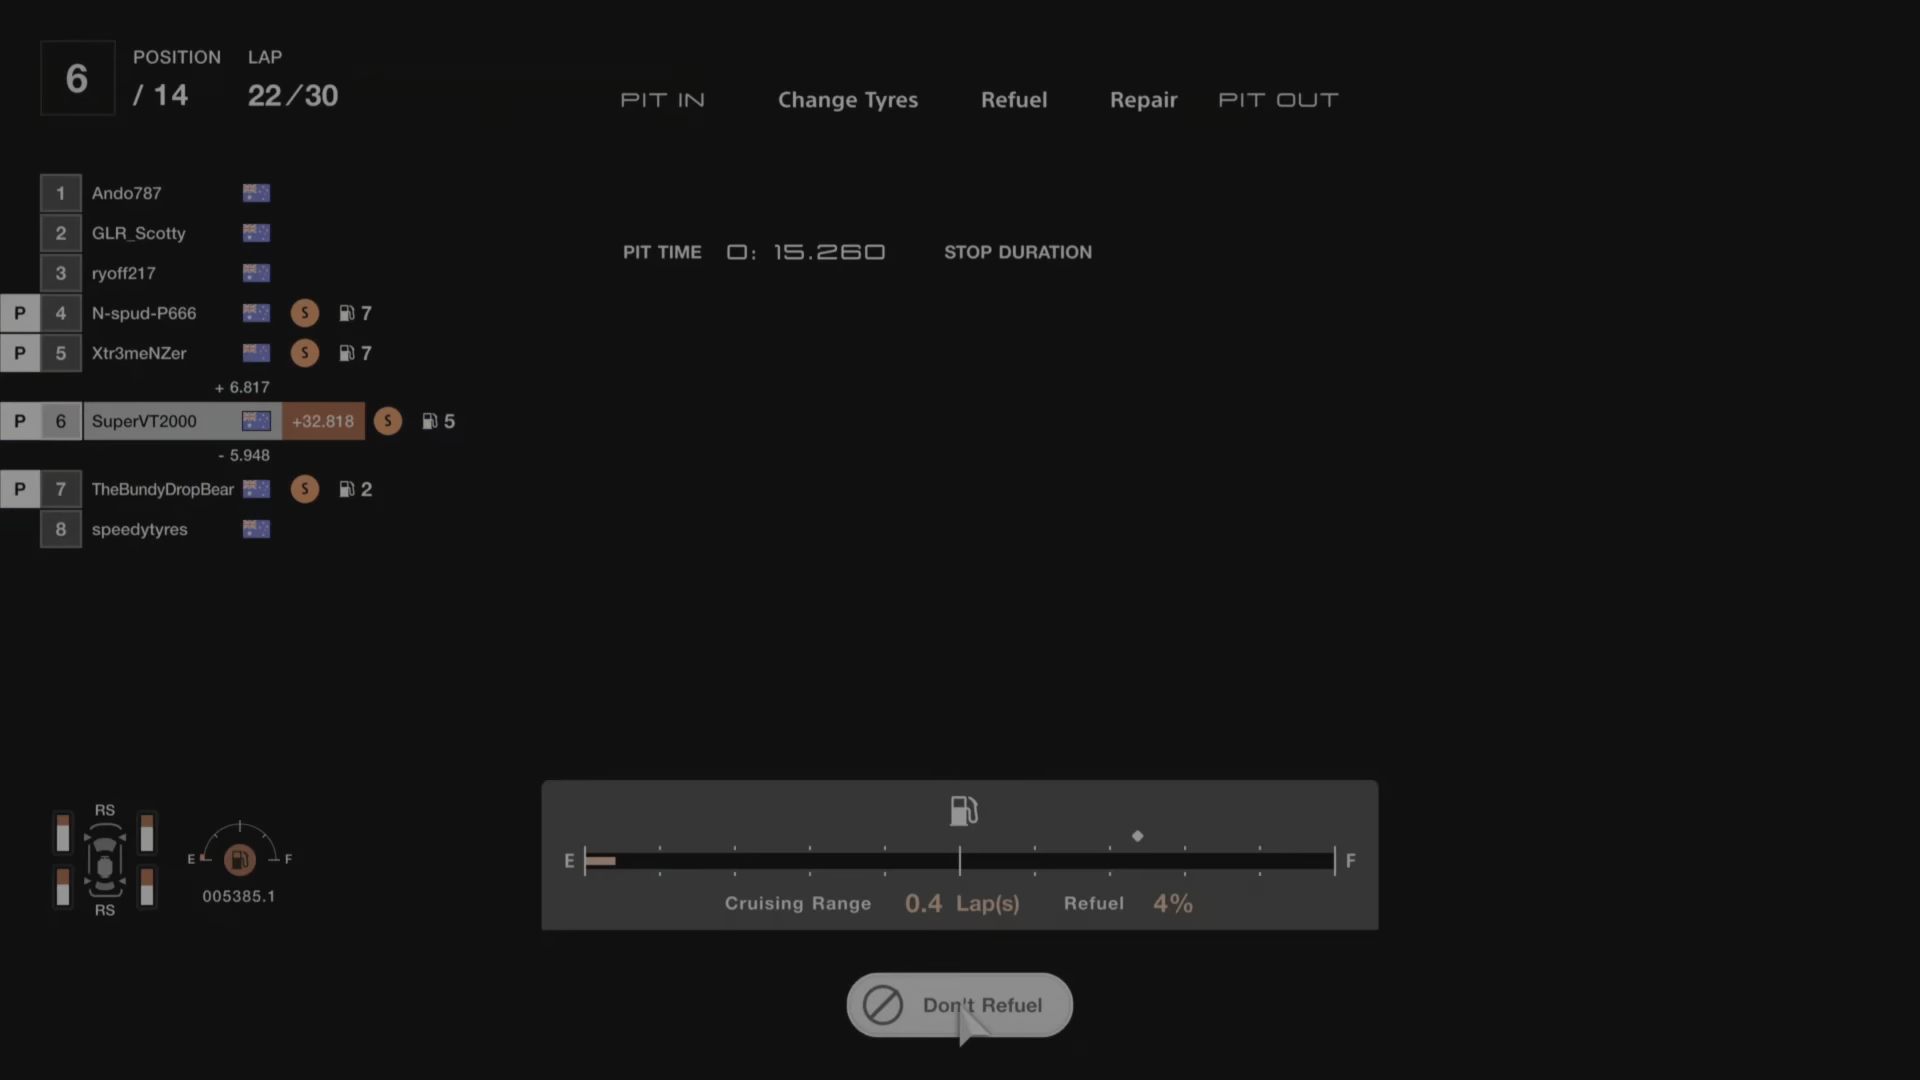 6
POSITION
/ 14
LAP
22/30
PIT IN
Change Tyres
Refuel
Repair
PIT OUT
PIT TIME 0: 15.260
STOP DURATION
1 Ando787
2 GLR_Scotty
3 ryoff217
P 4 N-spud-P666 S 7
P 5 Xtr3meNZer S 7
+ 6.817
P 6 SuperVT2000 +32.818 S 5
- 5.948
P 7 TheBundyDropBear S 2
8 speedytyres
RS
RS
E F
005385.1
E F
Cruising Range 0.4 Lap(s) Refuel 4%
Don't Refuel